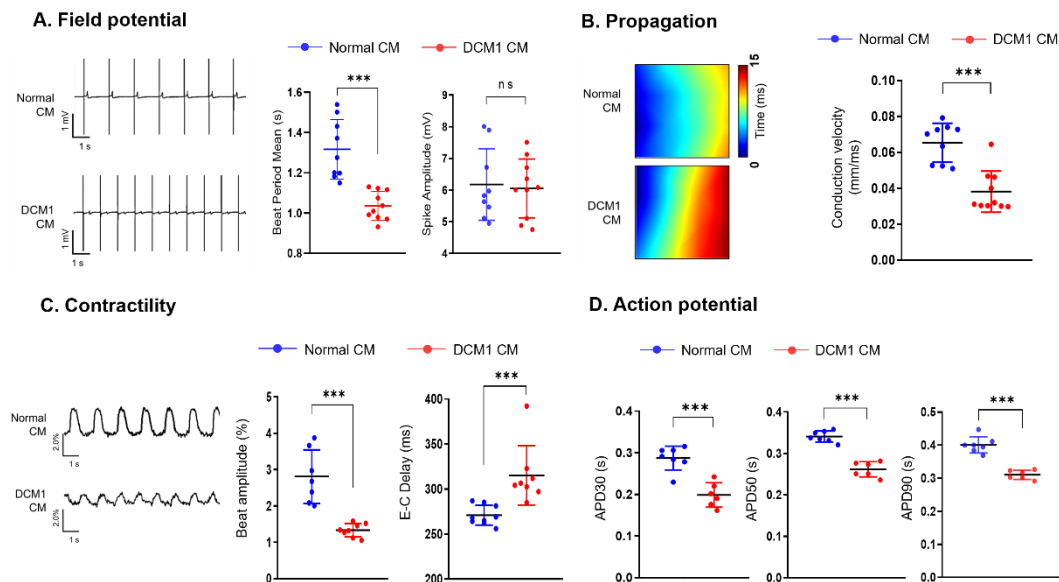 A. Field potential
Normal CM
DCM1 CM
Normal
CM
1 mV
1 s
DCM1
CM
1 mV
1 s
Beat Period Mean (s)
1.6
1.4
1.2
1.0
0.8
***
Spike Amplitude (mV)
9
8
7
6
5
4
n s
B. Propagation
Normal CM
DCM1 CM
Normal
CM
DCM1
CM
15
Time (ms)
0
Conduction velocity
(mm/ms)
0.10
0.08
0.06
0.04
0.02
0.00
***
C. Contractility
Normal CM
DCM1 CM
Normal
CM
2.0%
1 s
DCM1
CM
2.0%
1 s
Beat amplitude (%)
5
4
3
2
1
0
***
E-C Delay (ms)
400
350
300
250
200
***
D. Action potential
Normal CM
DCM1 CM
APD30 (s)
0.4
0.3
0.2
0.1
0.0
***
APD50 (s)
0.4
0.3
0.2
0.1
0.0
***
APD90 (s)
0.5
0.4
0.3
0.2
0.1
0.0
***